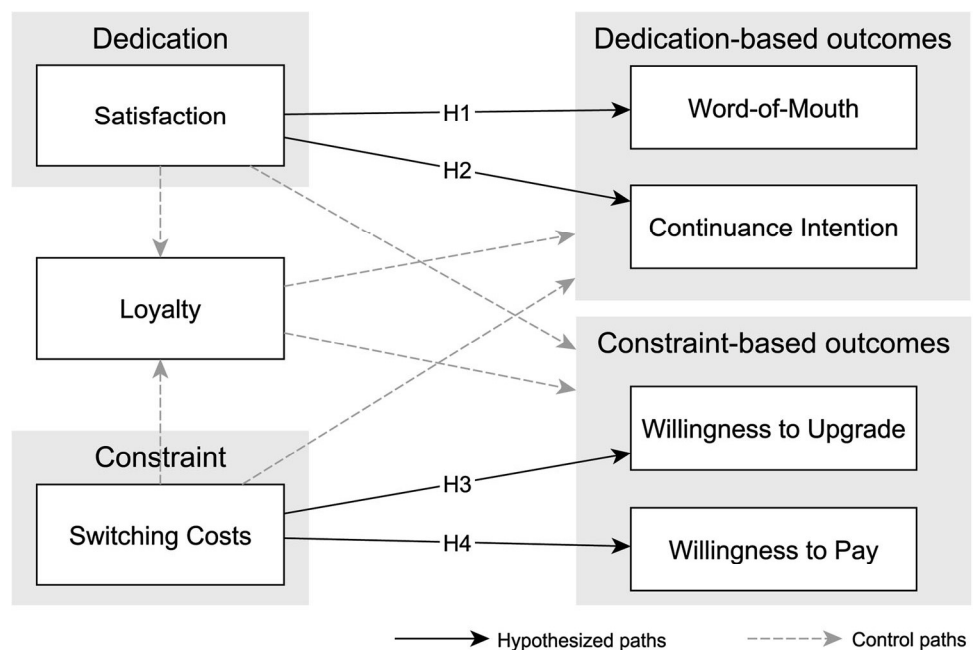 Dedication
Dedication-based outcomes
Satisfaction
H1
Word-of-Mouth
H2
Continuance Intention
Loyalty
Constraint-based outcomes
Willingness to Upgrade
Constraint
H3
Switching Costs
H4
Willingness to Pay
Hypothesized paths
Control paths